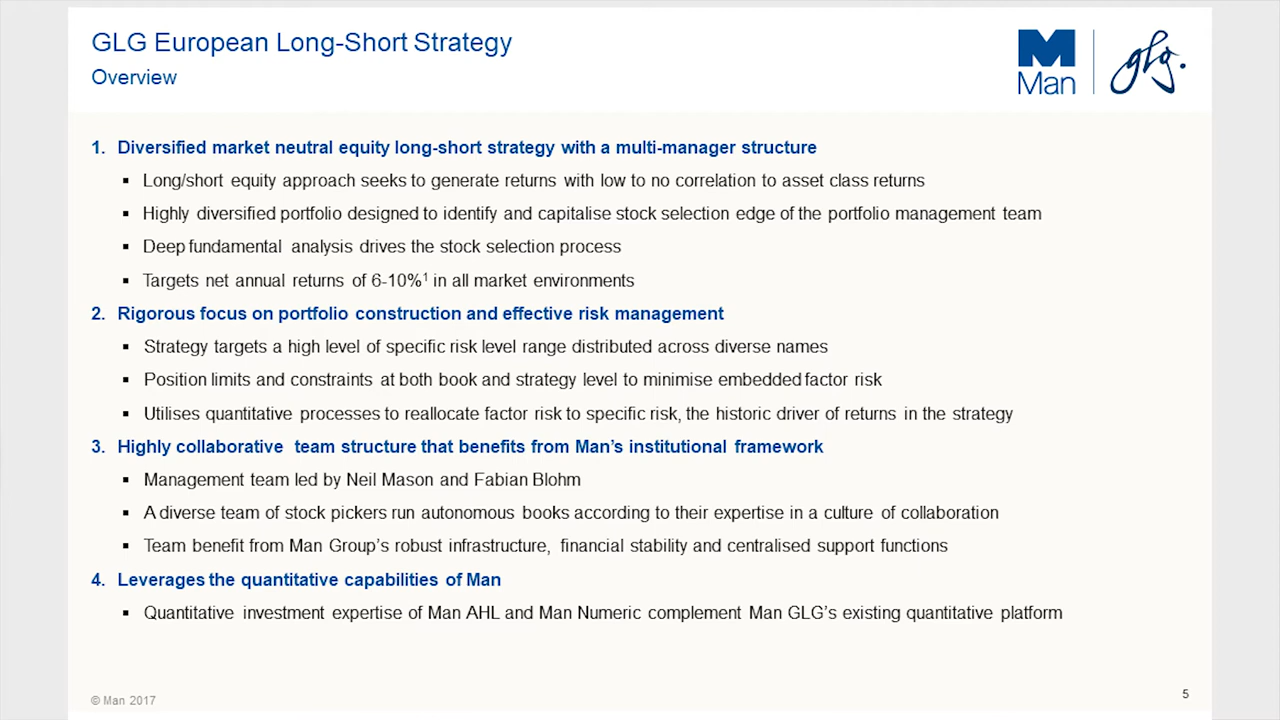 GLG European Long-Short Strategy
Overview
Man
glg.
1. Diversified market neutral equity long-short strategy with a multi-manager structure
▪ Long/short equity approach seeks to generate returns with low to no correlation to asset class returns
▪ Highly diversified portfolio designed to identify and capitalise stock selection edge of the portfolio management team
▪ Deep fundamental analysis drives the stock selection process
▪ Targets net annual returns of 6-10%¹ in all market environments
2. Rigorous focus on portfolio construction and effective risk management
▪ Strategy targets a high level of specific risk level range distributed across diverse names
▪ Position limits and constraints at both book and strategy level to minimise embedded factor risk
▪ Utilises quantitative processes to reallocate factor risk to specific risk, the historic driver of returns in the strategy
3. Highly collaborative team structure that benefits from Man’s institutional framework
▪ Management team led by Neil Mason and Fabian Blohm
▪ A diverse team of stock pickers run autonomous books according to their expertise in a culture of collaboration
▪ Team benefit from Man Group’s robust infrastructure, financial stability and centralised support functions
4. Leverages the quantitative capabilities of Man
▪ Quantitative investment expertise of Man AHL and Man Numeric complement Man GLG’s existing quantitative platform
© Man 2017
5